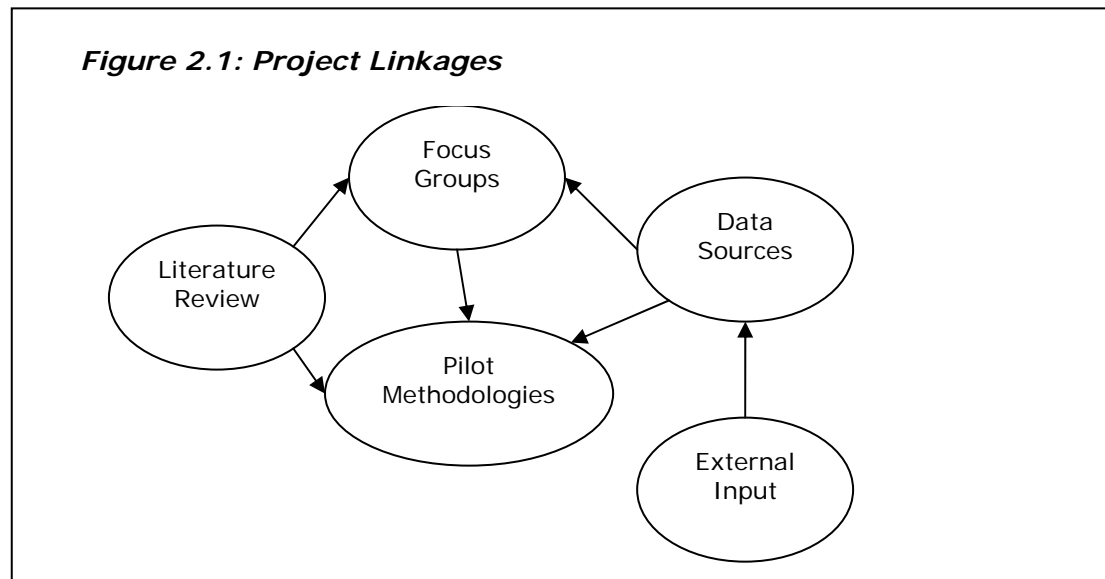 Figure 2.1: Project Linkages
Focus
Groups
Data
Sources
Literature
Review
Pilot
Methodologies
External
Input